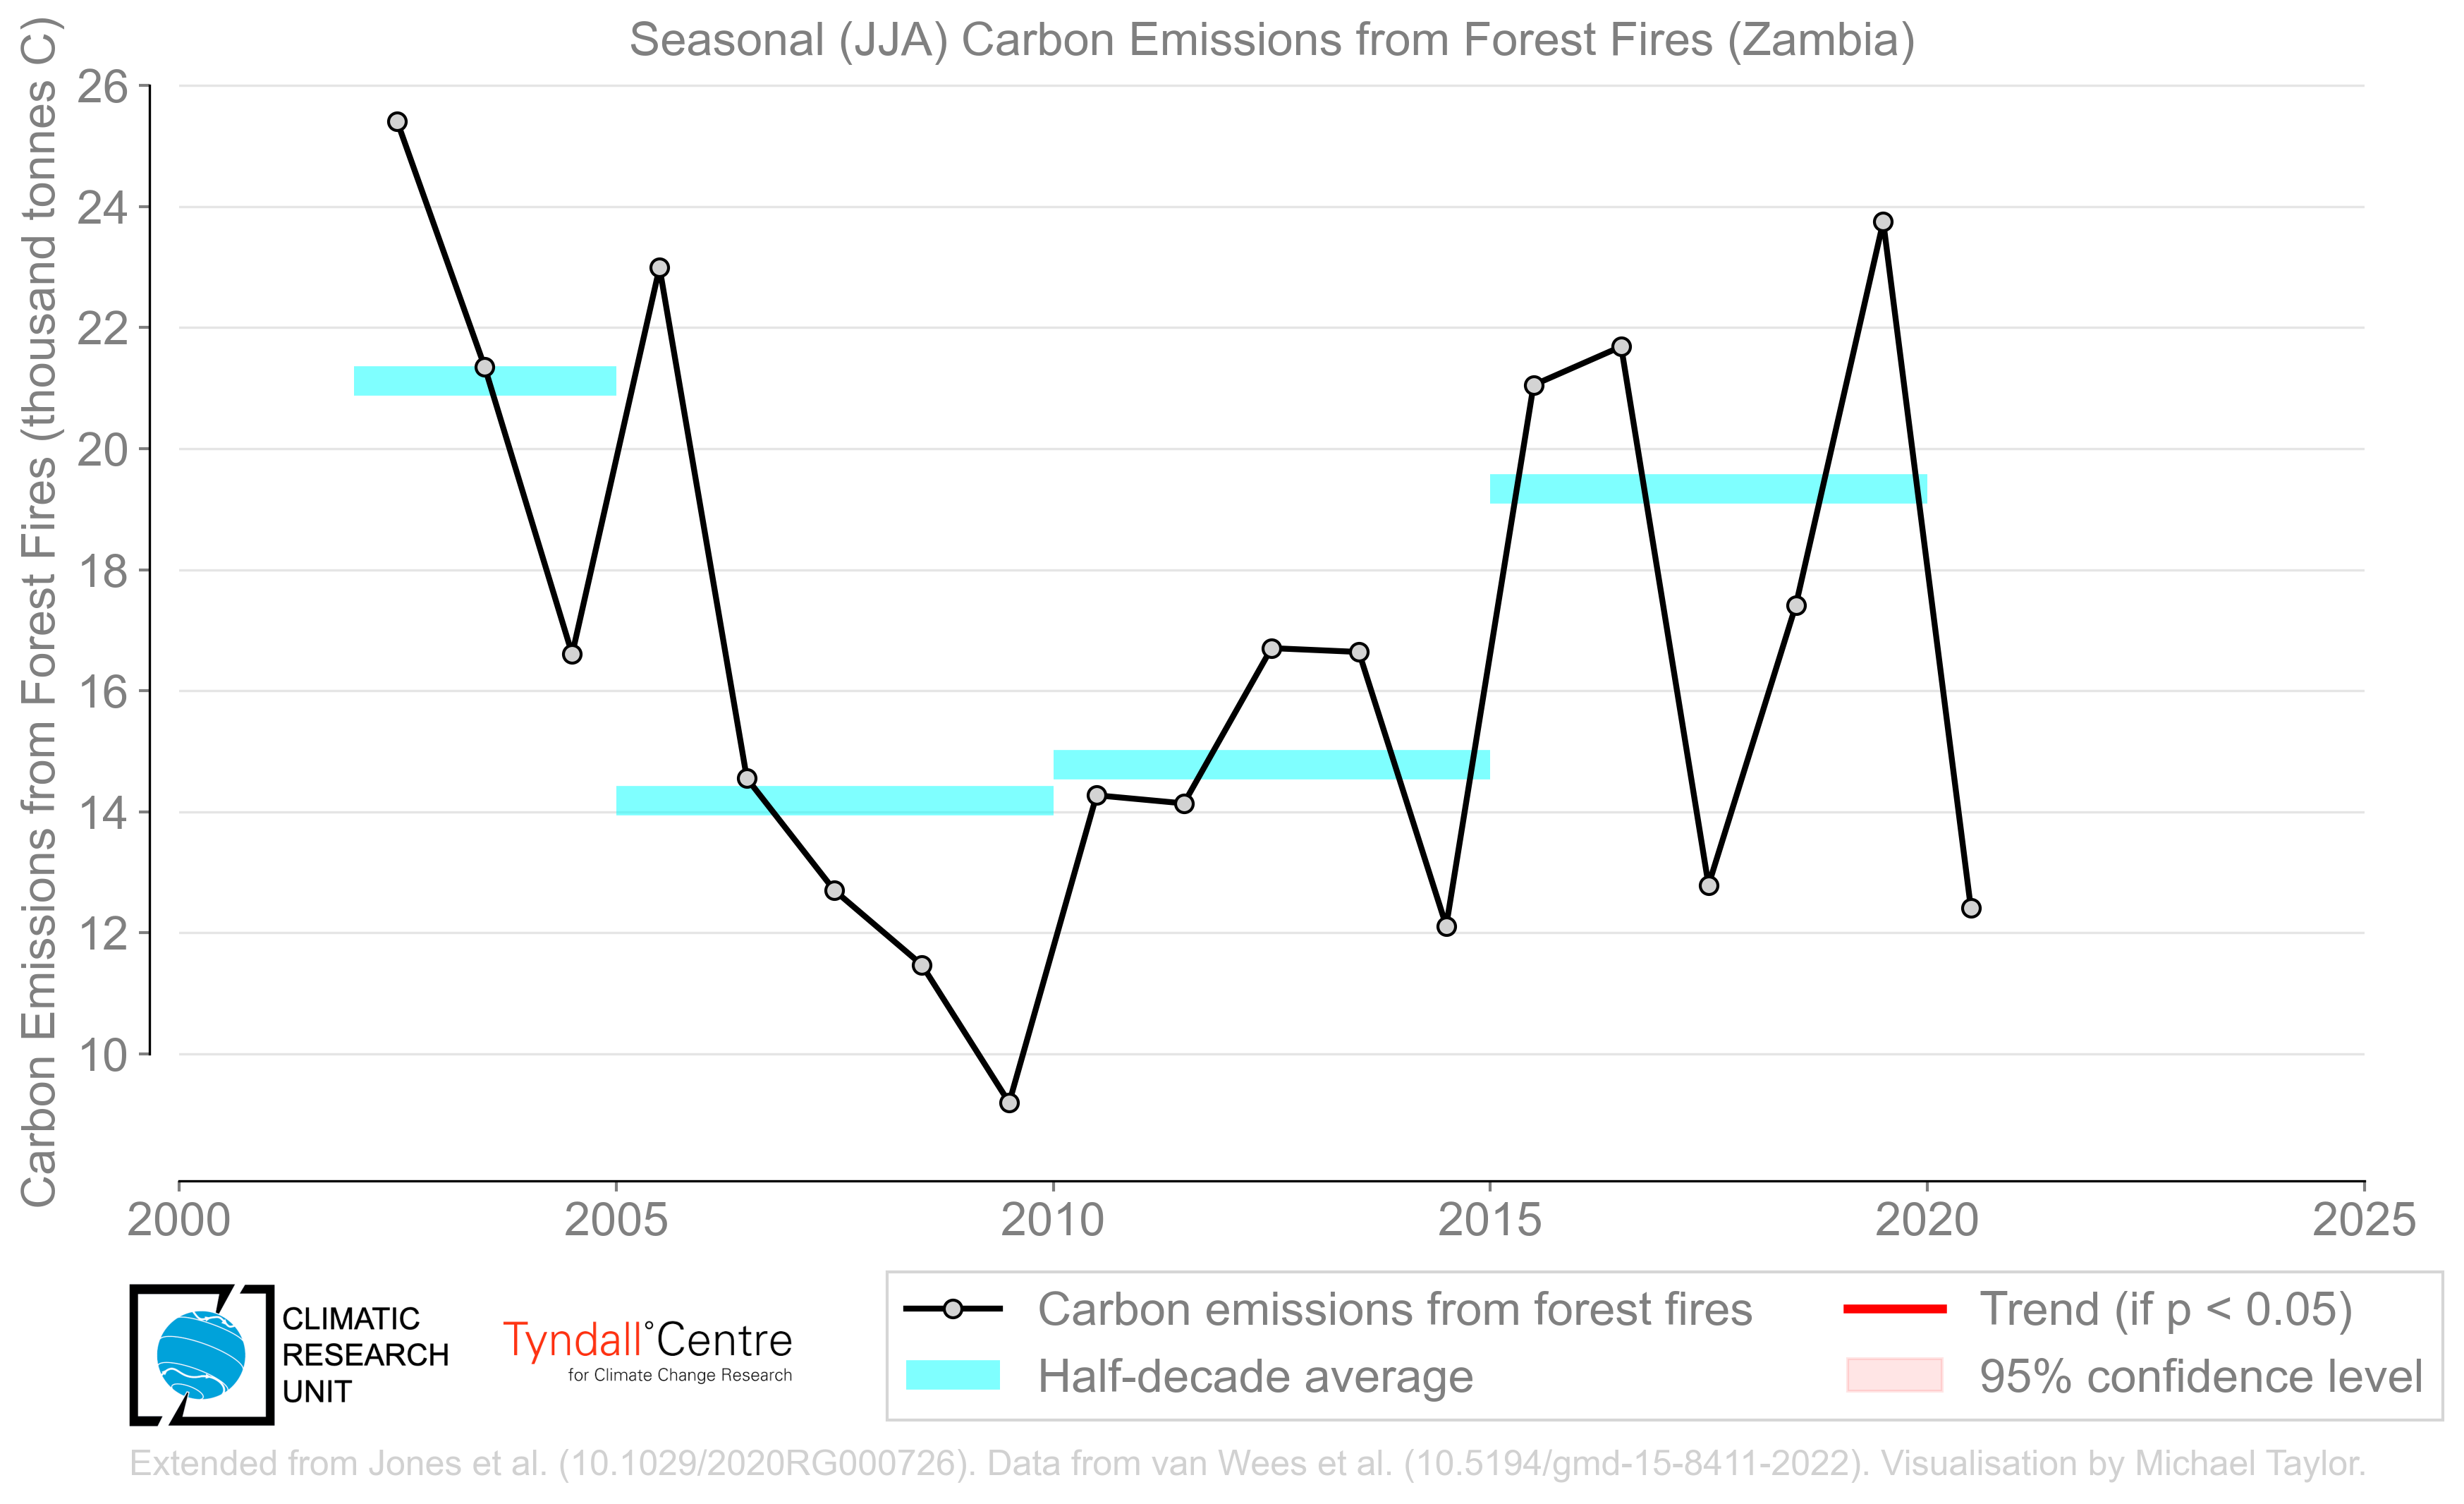 Seasonal (JJA) Carbon Emissions from Forest Fires (Zambia)
Carbon Emissions from Forest Fires (thousand tonnes C)
26
24
22
20
18
16
14
12
10
2000
2005
2010
2015
2020
2025
CLIMATIC
RESEARCH
UNIT
Tyndall°Centre
for Climate Change Research
Carbon emissions from forest fires
Half-decade average
Trend (if p < 0.05)
95% confidence level
Extended from Jones et al. (10.1029/2020RG000726). Data from van Wees et al. (10.5194/gmd-15-8411-2022). Visualisation by Michael Taylor.